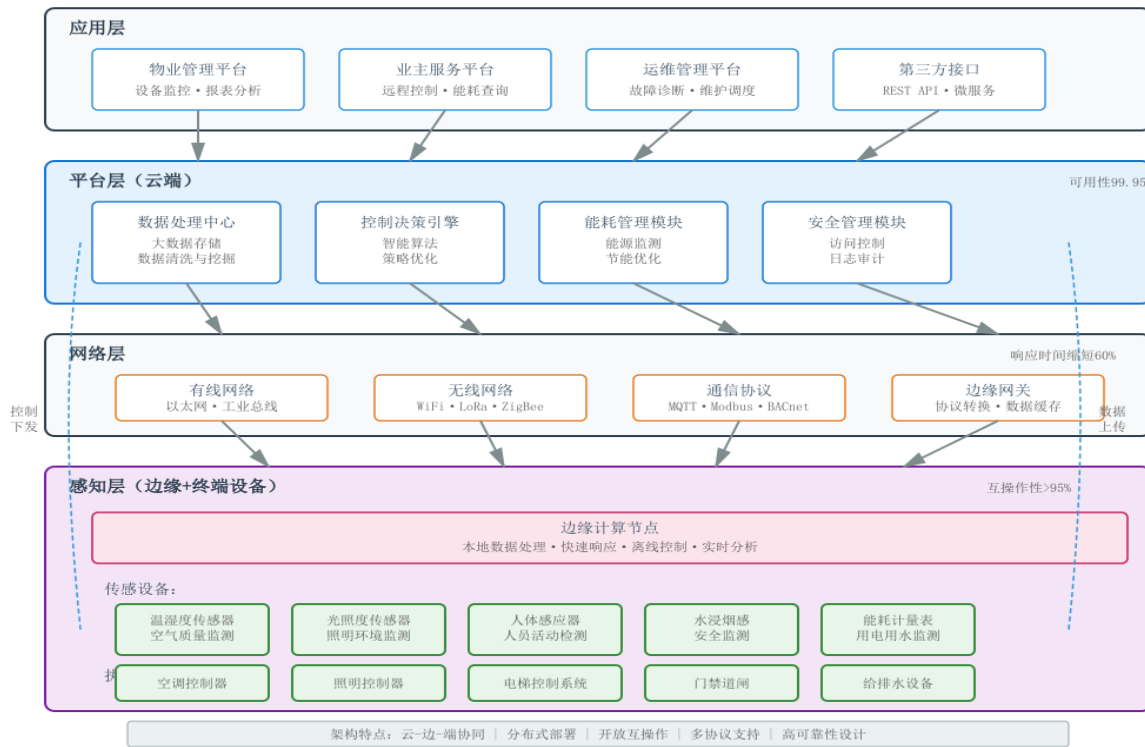 应用层
物业管理平台
设备监控•报表分析
业主服务平台
远程控制•能耗查询
运维管理平台
故障诊断•维护调度
第三方接口
REST API•微服务
平台层（云端）
可用性99.95
数据处理中心
大数据存储
数据清洗与挖掘
控制决策引擎
智能算法
策略优化
能耗管理模块
能源监测
节能优化
安全管理模块
访问控制
日志审计
网络层
响应时间缩短60%
有线网络
以太网•工业总线
无线网络
WiFi•LoRa•ZigBee
通信协议
MQTT•Modbus•BACnet
边缘网关
协议转换•数据缓存
控制
下发
数据
上传
感知层（边缘+终端设备）
互操作性>95%
边缘计算节点
本地数据处理•快速响应•离线控制•实时分析
传感设备：
温湿度传感器
空气质量监测
光照度传感器
照明环境监测
人体感应器
人员活动检测
水浸烟感
安全监测
能耗计量表
用电用水监测
空调控制器
照明控制器
电梯控制系统
门禁道闸
给排水设备
架构特点：云-边-端协同 | 分布式部署 | 开放互操作 | 多协议支持 | 高可靠性设计